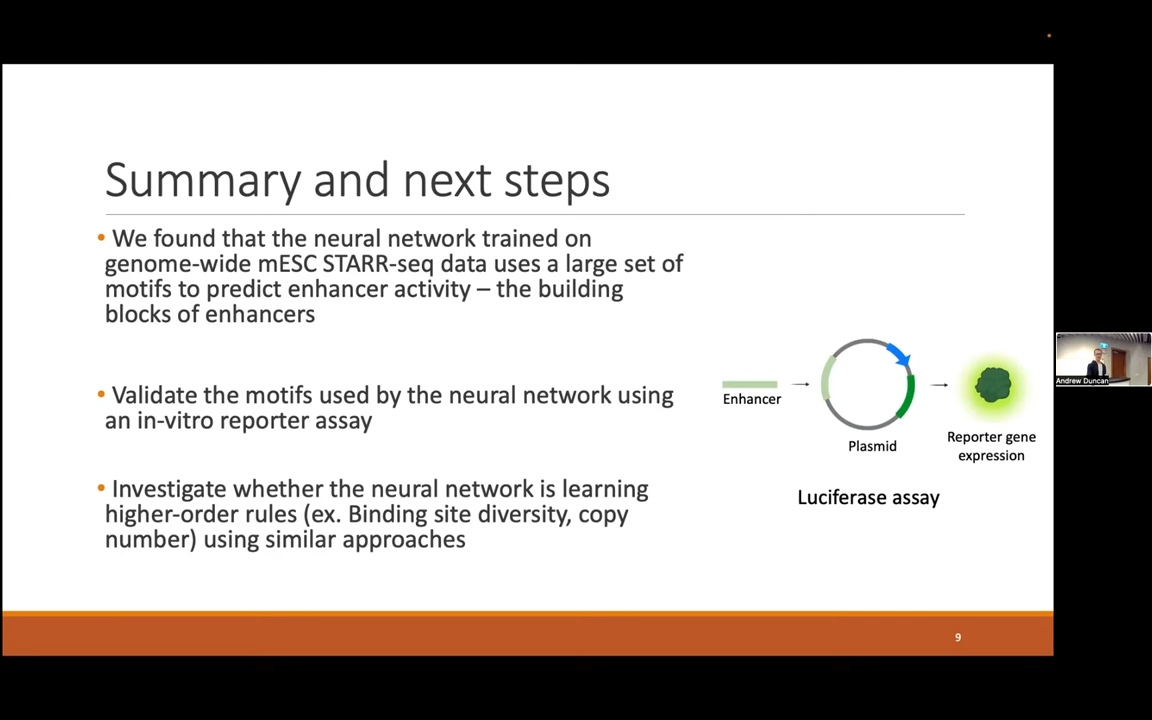 Summary and next steps
• We found that the neural network trained on
genome-wide mESC STARR-seq data uses a large set of
motifs to predict enhancer activity – the building
blocks of enhancers
• Validate the motifs used by the neural network using
an in-vitro reporter assay
• Investigate whether the neural network is learning
higher-order rules (ex. Binding site diversity, copy
number) using similar approaches
Enhancer
Plasmid
Reporter gene
expression
Luciferase assay
Andrew Duncan
9